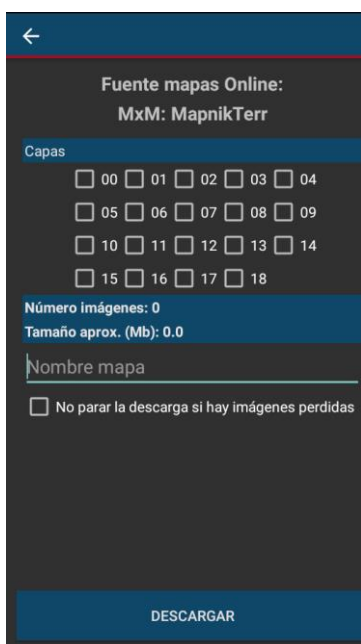 Fuente mapas Online:
MxM: MapnikTerr
Capas
00 01 02 03 04
05 06 07 08 09
10 11 12 13 14
15 16 17 18
Número imágenes: 0
Tamaño aprox. (Mb): 0.0
Nombre mapa
No parar la descarga si hay imágenes perdidas
DESCARGAR